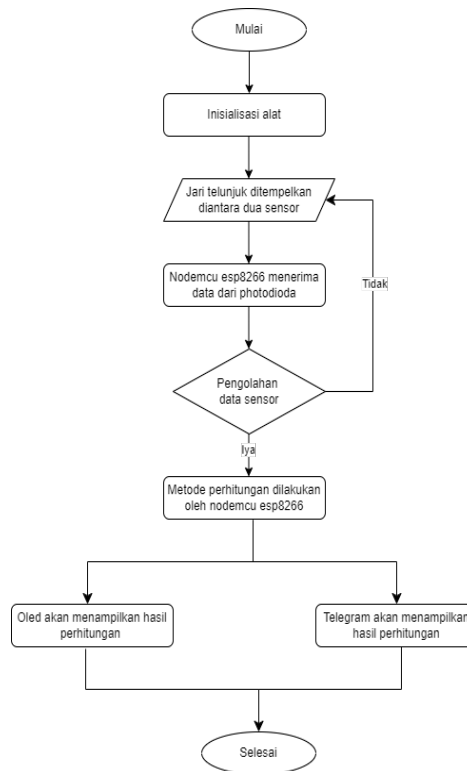 Mulai
Inisialisasi alat
Jari telunjuk ditempelkan
diantara dua sensor
Nodemcu esp8266 menerima
data dari photodioda
Tidak
Pengolahan
data sensor
Iya
Metode perhitungan dilakukan
oleh nodemcu esp8266
Oled akan menampilkan hasil
perhitungan
Telegram akan menampilkan
hasil perhitungan
Selesai